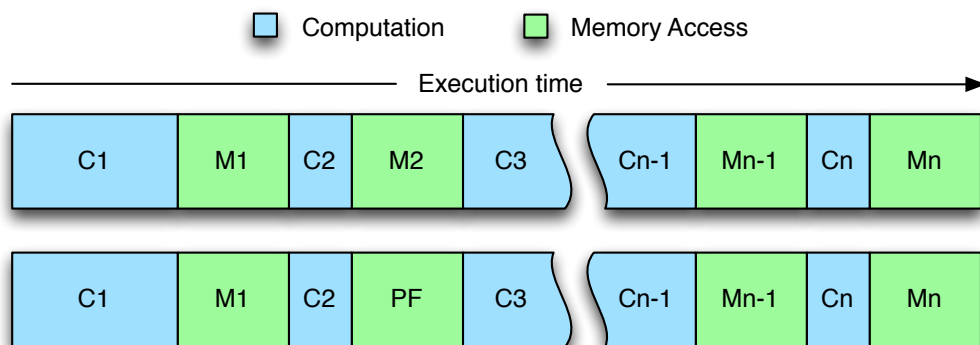 Computation Memory Access
Execution time
C1 M1 C2 M2 C3 Cn-1 Mn-1 Cn Mn
C1 M1 C2 PF C3 Cn-1 Mn-1 Cn Mn